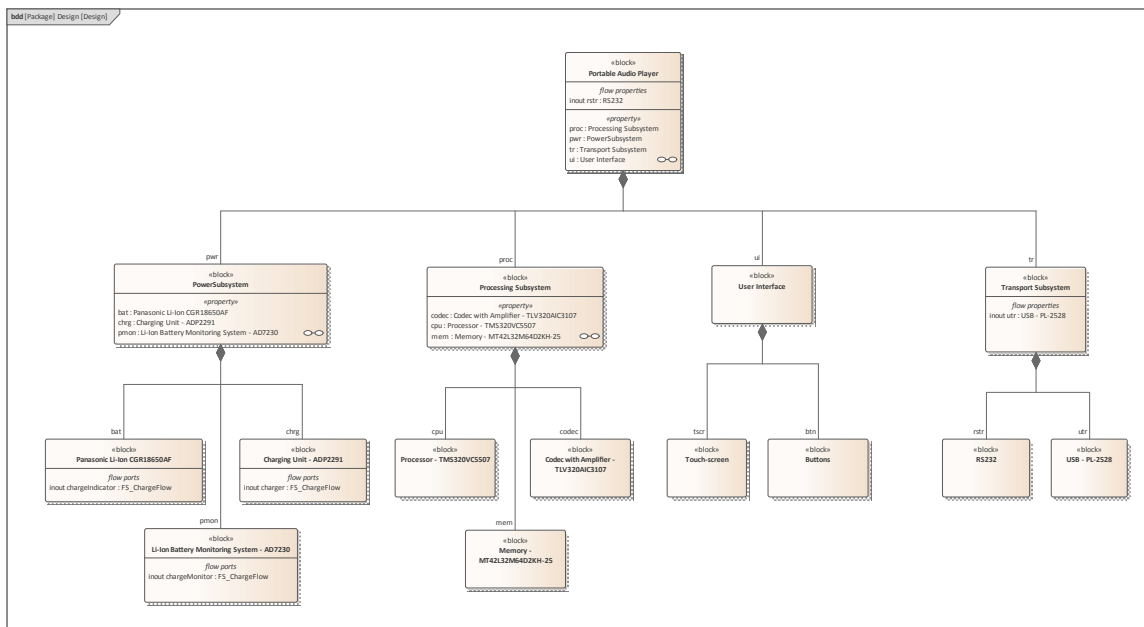 bdd [Package] Design [Design]
«block»
Portable Audio Player
flow properties
inout rstr : RS232
«property»
proc : Processing Subsystem
pwr : PowerSubsystem
tr : Transport Subsystem
ui : User Interface
pwr
«block»
PowerSubsystem
«property»
bat : Panasonic Li-Ion CGR18650AF
chrg : Charging Unit - ADP2291
pmon : Li-Ion Battery Monitoring System - AD7230
proc
«block»
Processing Subsystem
«property»
codec : Codec with Amplifier - TLV320AIC3107
cpu : Processor - TMS320VC5507
mem : Memory - MT42L32M64D2KH-25
ui
«block»
User Interface
tr
«block»
Transport Subsystem
flow properties
inout utr : USB - PL-2528
bat
«block»
Panasonic Li-Ion CGR18650AF
flow ports
inout chargeIndicator : FS_ChargeFlow
chrg
«block»
Charging Unit - ADP2291
flow ports
inout charger : FS_ChargeFlow
cpu
«block»
Processor - TMS320VC5507
codec
«block»
Codec with Amplifier -
TLV320AIC3107
tscr
«block»
Touch-screen
btn
«block»
Buttons
rstr
«block»
RS232
utr
«block»
USB - PL-2528
pmon
«block»
Li-Ion Battery Monitoring System - AD7230
flow ports
inout chargeMonitor : FS_ChargeFlow
mem
«block»
Memory -
MT42L32M64D2KH-25